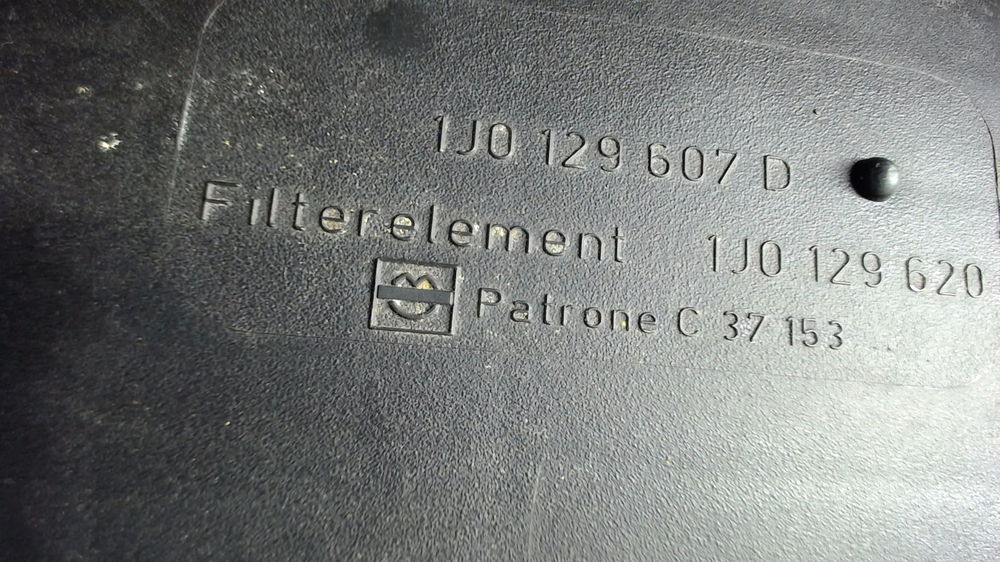 1J0 129 607 D
Filterelement 1J0 129 620
Patrone C 37 153